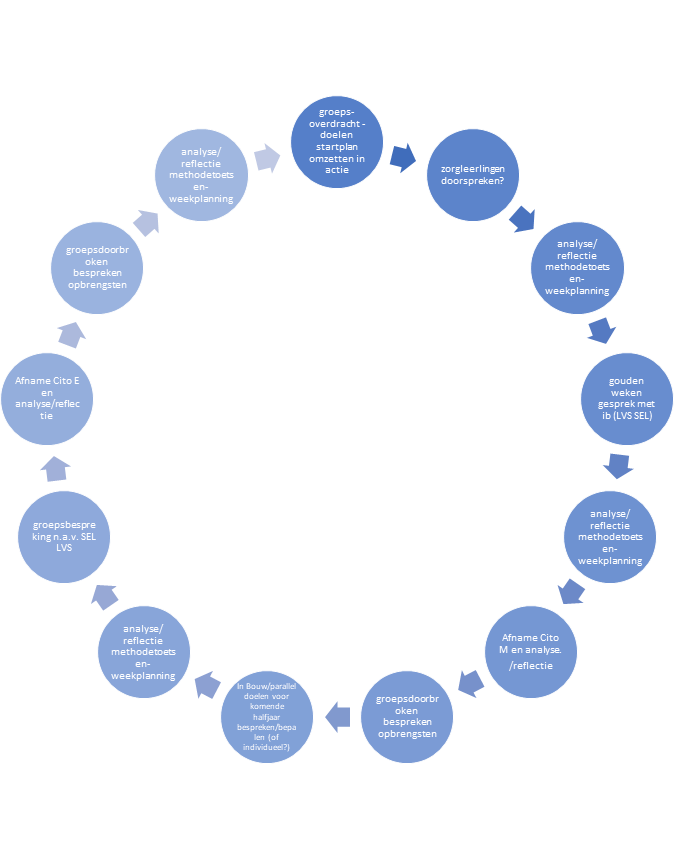 groeps-
overdracht -
doelen
startplan
omzetten in
actie
zorgleerlingen
doorspreken?
analyse/
reflectie
methodetoets
en-
weekplanning
gouden
weken
gesprek met
ib (LVS SEL)
analyse/
reflectie
methodetoets
en-
weekplanning
Afname Cito
M en analyse.
/reflectie
groepsdoorbr
oken
bespreken
opbrengsten
In Bouw/parallel
doelen voor
komende
halfjaar
bespreken/bepa
len (of
individueel?)
analyse/
reflectie
methodetoets
en-
weekplanning
groepsbespre
king n.a.v. SEL
LVS
Afname Cito E
en
analyse/reflec
tie
groepsdoorbr
oken
bespreken
opbrengsten
analyse/
reflectie
methodetoets
en-
weekplanning